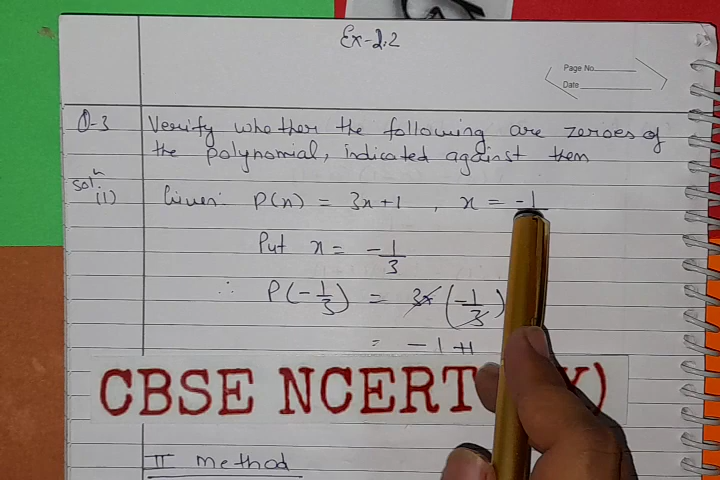 Ex-2.2
Page No.
Date
Q-3 Verify whether the following are zeroes of
the polynomial, indicated against them
Solⁿ
(i) Given: P(x) = 3x+1 , x = -1
Put x = -1/3
∴ P(-1/3) = 3x(-1/3)
= -1+1
CBSE NCERT X)
II method